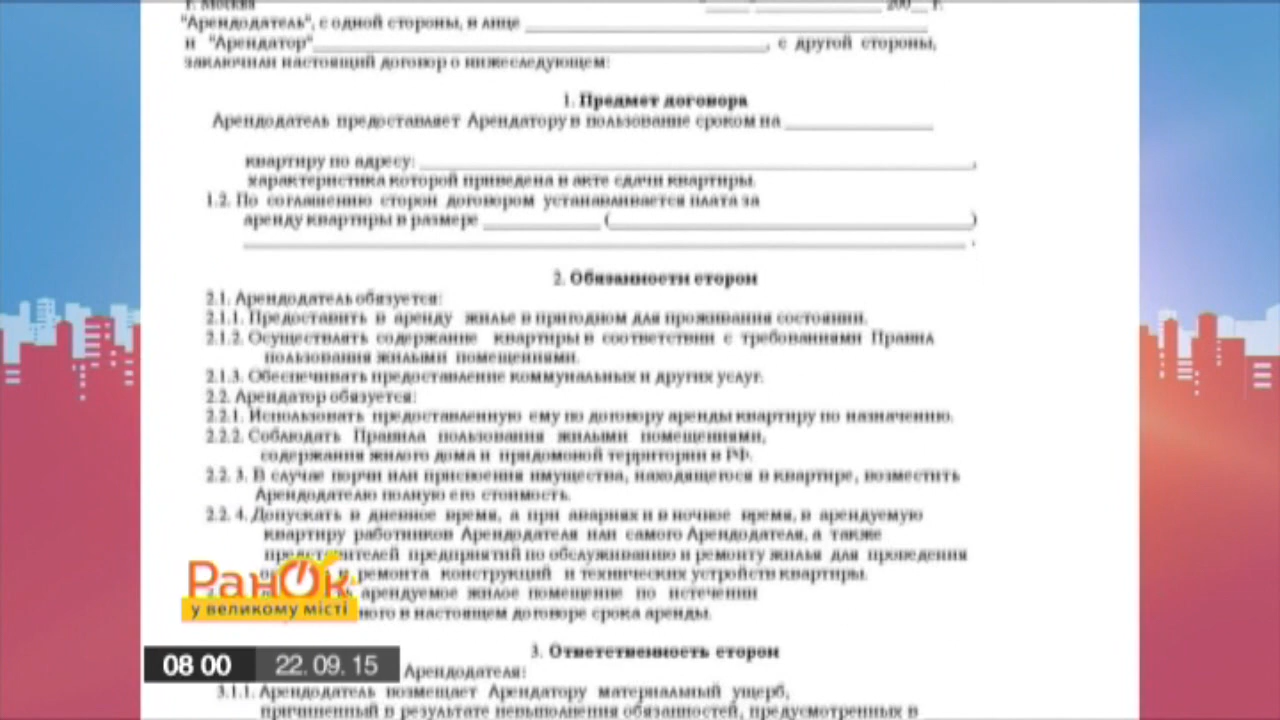 г. Москва 200 г.
"Арендодатель", с одной стороны, в лице
и "Арендатор", с другой стороны,
заключили настоящий договор о нижеследующем:
1. Предмет договора
Арендодатель предоставляет Арендатору в пользование сроком на
квартиру по адресу: ,
характеристика которой приведена в акте сдачи квартиры.
1.2. По соглашению сторон договором устанавливается плата за
аренду квартиры в размере ( )
.
2. Обязанности сторон
2.1. Арендодатель обязуется:
2.1.1. Предоставить в аренду жилье в пригодном для проживания состоянии.
2.1.2. Осуществлять содержание квартиры в соответствии с требованиями Правил
пользования жилыми помещениями.
2.1.3. Обеспечивать предоставление коммунальных и других услуг.
2.2. Арендатор обязуется:
2.2.1. Использовать предоставленную ему по договору аренды квартиру по назначению.
2.2.2. Соблюдать Правила пользования жилыми помещениями,
содержания жилого дома и придомовой территории в РФ.
2.2. 3. В случае порчи или присвоения имущества, находящегося в квартире, возместить
Арендодателю полную его стоимость.
2.2. 4. Допускать в дневное время, а при авариях и в ночное время, в арендуемую
квартиру работников Арендодателя или самого Арендодателя, а также
представителей предприятий по обслуживанию и ремонту жилья для проведения
ремонта конструкций и технических устройств квартиры.
арендуемое жилое помещение по истечении
в настоящем договоре срока аренды.
РанОк
у великому місті
3. Ответственность сторон
08 00 22. 09. 15
Арендодателя:
3.1.1. Арендодатель возмещает Арендатору материальный ущерб,
причиненный в результате невыполнения обязанностей, предусмотренных в